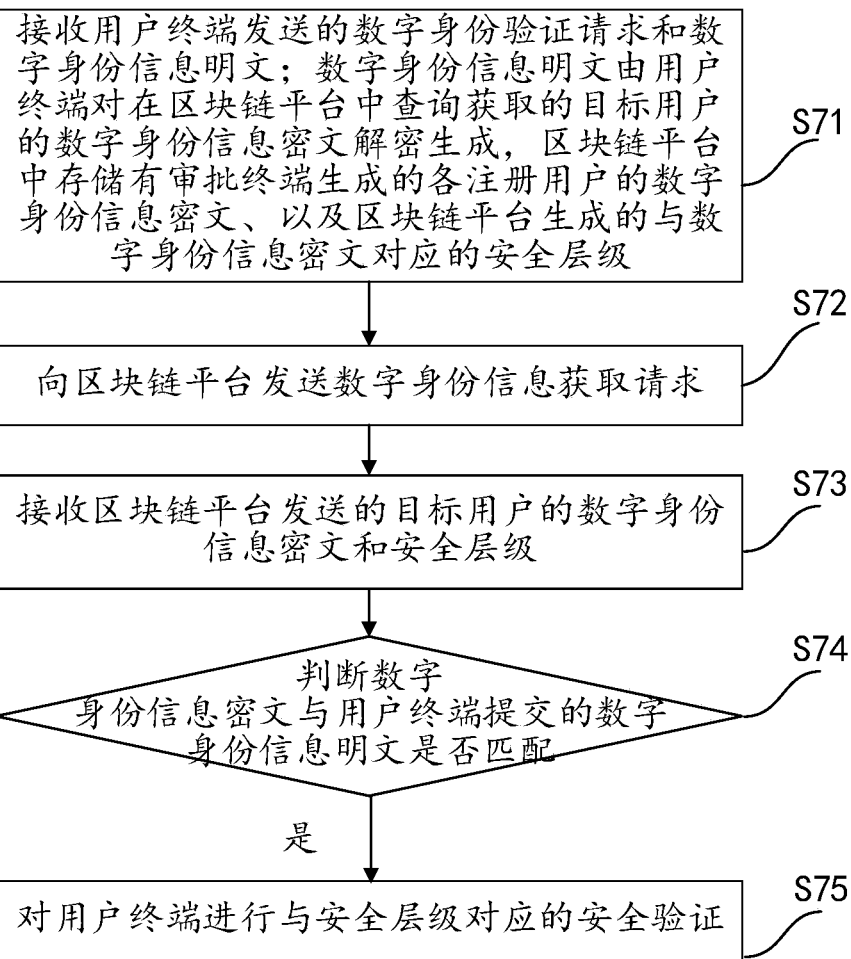 接收用户终端发送的数字身份验证请求和数
字身份信息明文；数字身份信息明文由用户
终端对在区块链平台中查询获取的目标用户
的数字身份信息密文解密生成，区块链平台
中存储有审批终端生成的各注册用户的数字
身份信息密文、以及区块链平台生成的与数
字身份信息密文对应的安全层级
S71
向区块链平台发送数字身份信息获取请求
S72
接收区块链平台发送的目标用户的数字身份
信息密文和安全层级
S73
判断数字
身份信息密文与用户终端提交的数字
身份信息明文是否匹配
S74
是
对用户终端进行与安全层级对应的安全验证
S75